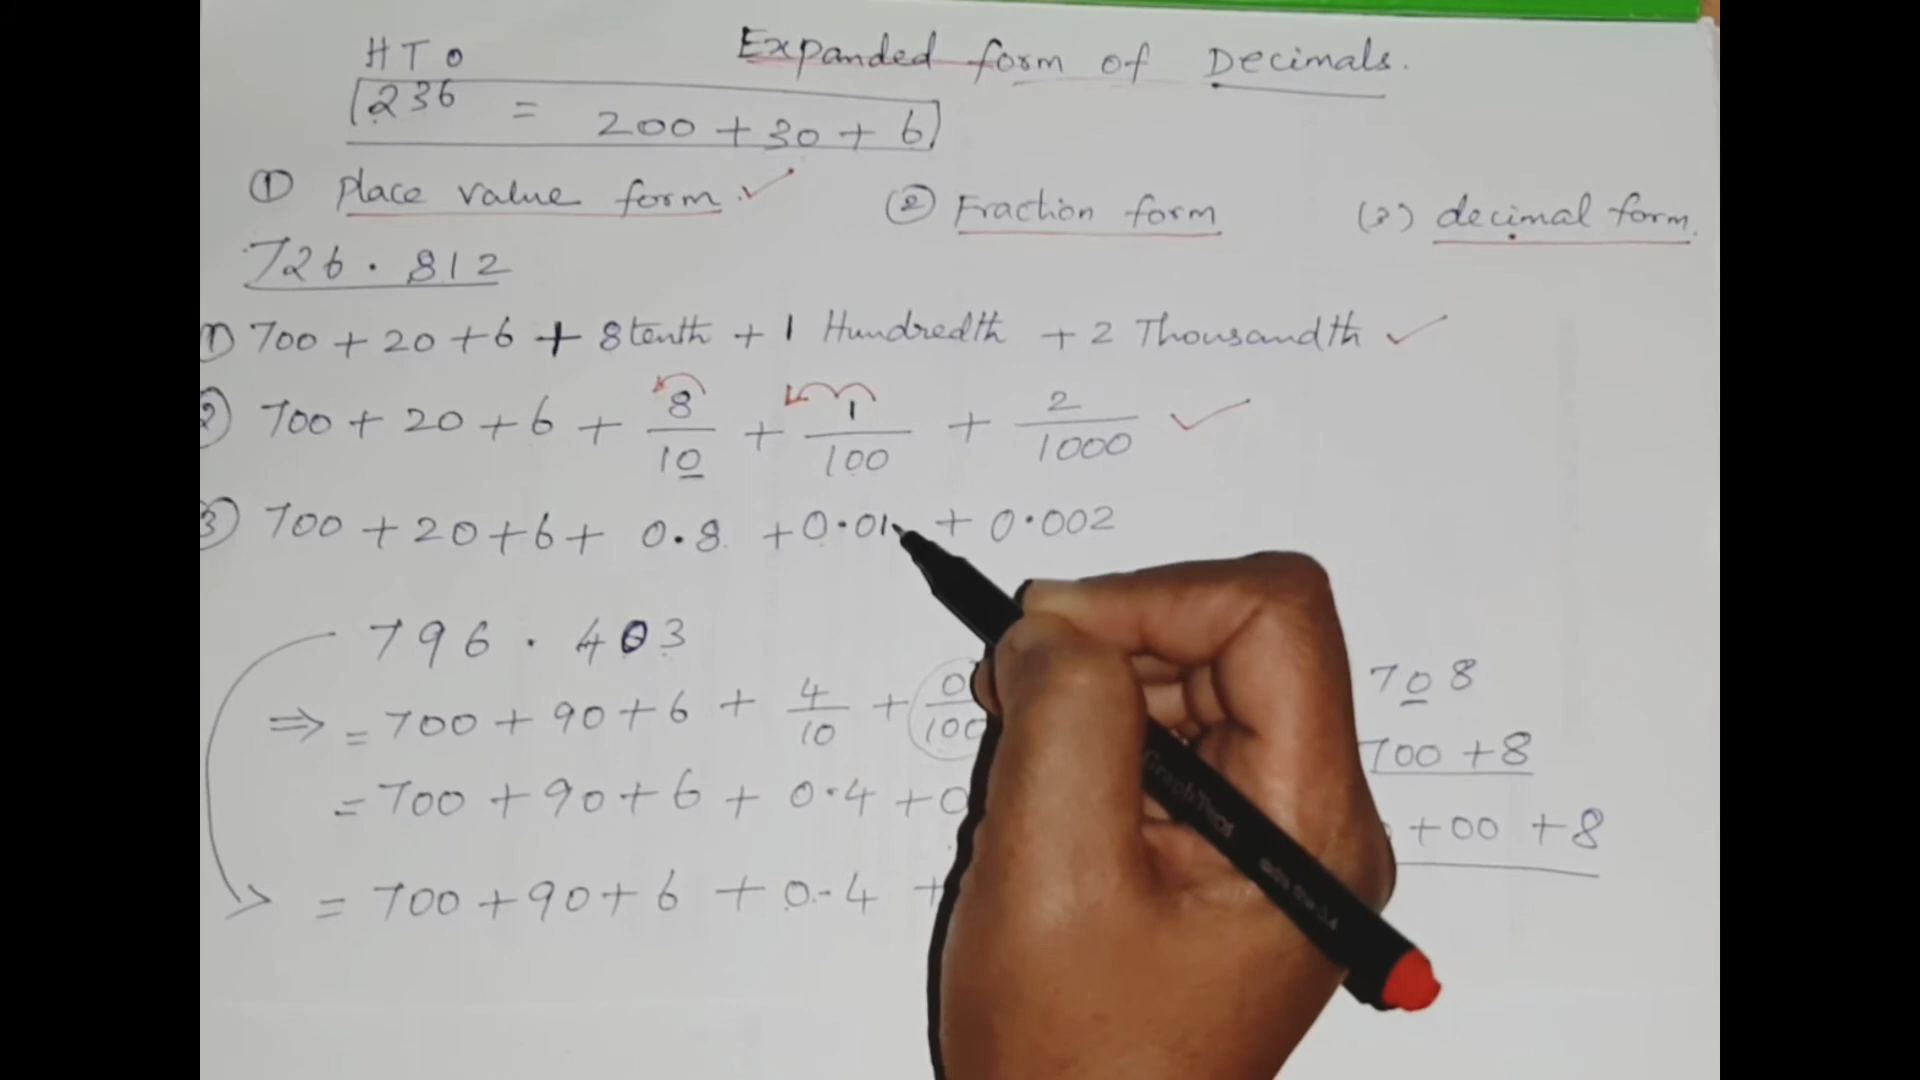 Expanded form of Decimals.
H T O
236 = 200 + 30 + 6
① Place value form. ✓ ② Fraction form (3) decimal form.
726.812
① 700 + 20 + 6 + 8 tenth + 1 Hundredth + 2 Thousandth ✓
② 700 + 20 + 6 + 8/10 + 1/100 + 2/1000 ✓
③ 700 + 20 + 6 + 0.8 + 0.01 + 0.002
796.403
⇒ = 700 + 90 + 6 + 4/10 + 0/100
= 700 + 90 + 6 + 0.4 + 0
= 700 + 90 + 6 + 0.4 +
708
700 + 8
+ 00 + 8